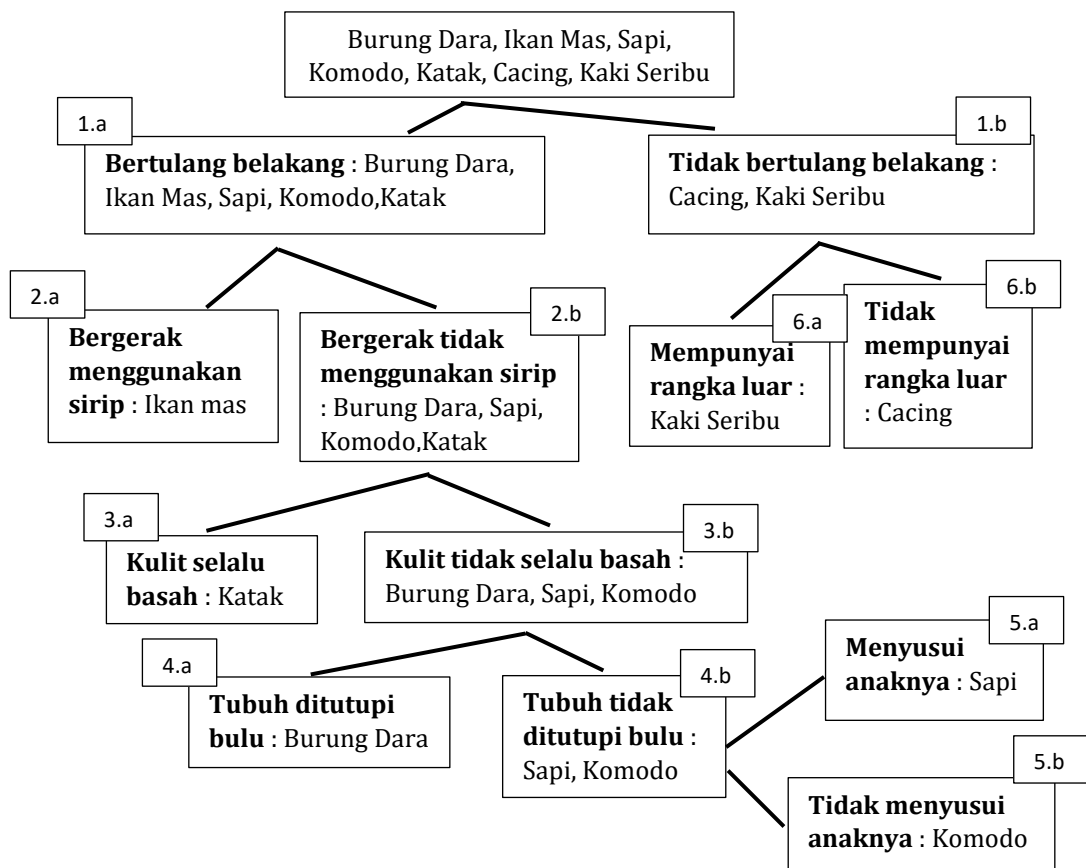 Burung Dara, Ikan Mas, Sapi,
Komodo, Katak, Cacing, Kaki Seribu
1.a
Bertulang belakang : Burung Dara,
Ikan Mas, Sapi, Komodo,Katak
1.b
Tidak bertulang belakang :
Cacing, Kaki Seribu
2.a
Bergerak
menggunakan
sirip : Ikan mas
2.b
Bergerak tidak
menggunakan sirip
: Burung Dara, Sapi,
Komodo,Katak
6.a
Mempunyai
rangka luar :
Kaki Seribu
6.b
Tidak
mempunyai
rangka luar
: Cacing
3.a
Kulit selalu
basah : Katak
3.b
Kulit tidak selalu basah :
Burung Dara, Sapi, Komodo
4.a
Tubuh ditutupi
bulu : Burung Dara
4.b
Tubuh tidak
ditutupi bulu :
Sapi, Komodo
5.a
Menyusui
anaknya : Sapi
5.b
Tidak menyusui
anaknya : Komodo